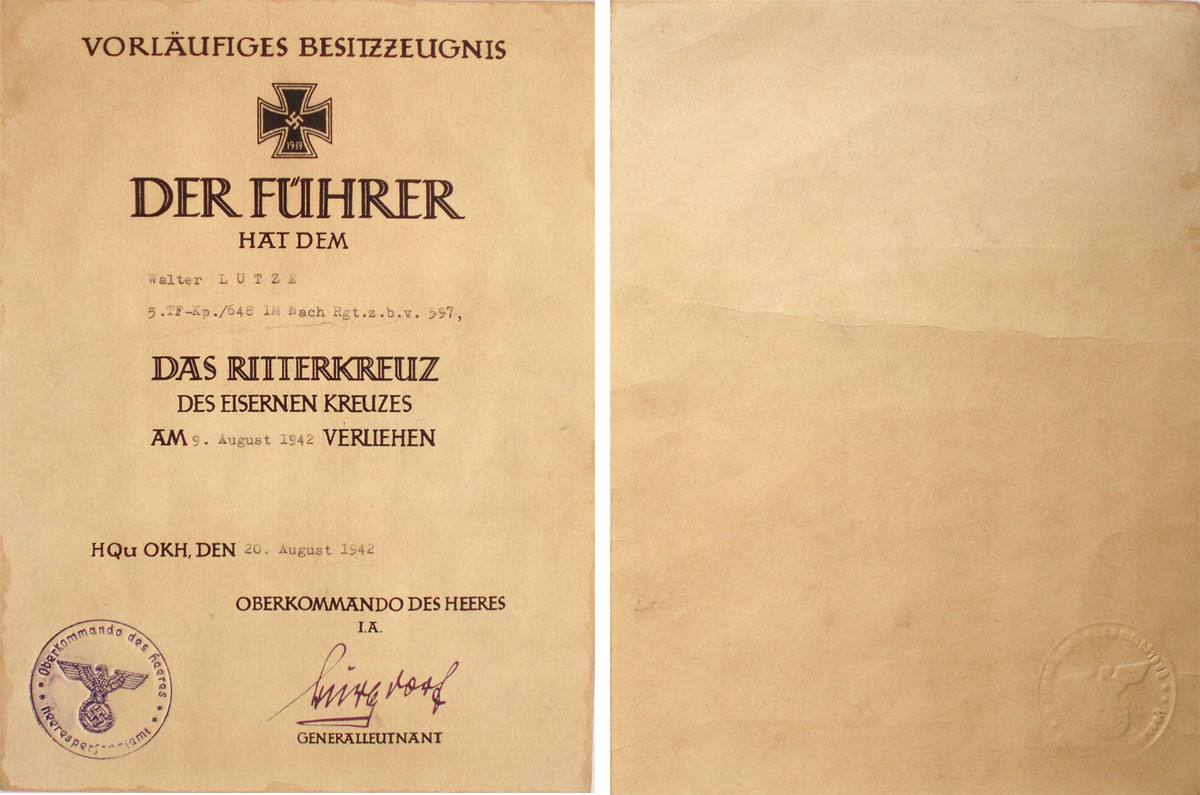 VORLÄUFIGES BESITZZEUGNIS
1939
DER FÜHRER
HAT DEM
Walter L U T Z E
5.TF-Kp./648 1M Nach Rgt.z.b.v. 597,
DAS RITTERKREUZ
DES EISERNEN KREUZES
AM 9. August 1942 VERLIEHEN
HQu OKH, DEN 20. August 1942
OBERKOMMANDO DES HEERES
I.A.
Burgdorf
GENERALLEUTNANT
Oberkommando des Heeres
Heerespersonalamt